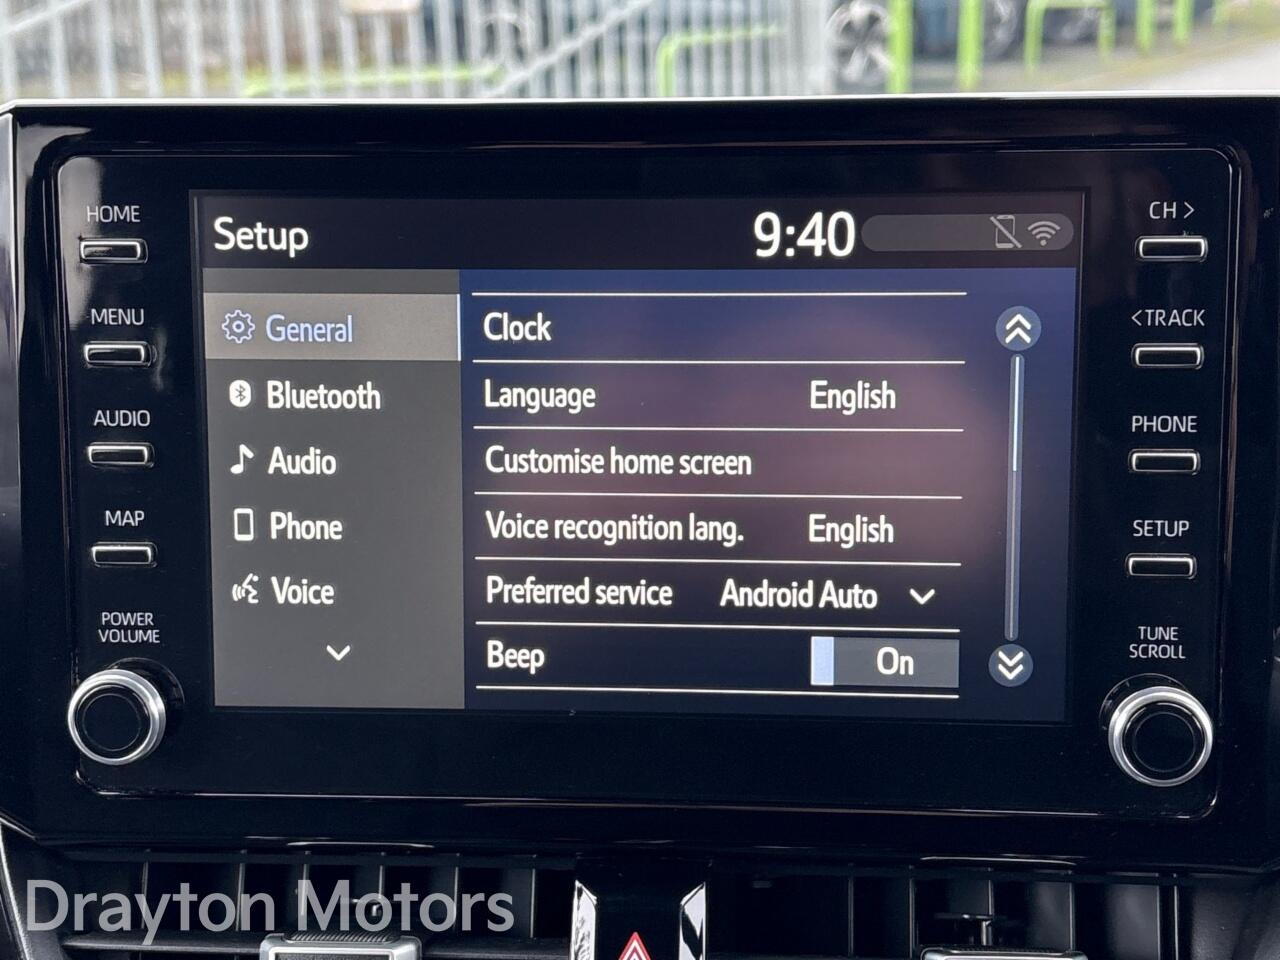 HOME
MENU
AUDIO
MAP
POWER
VOLUME
Setup
9:40
General
Bluetooth
Audio
Phone
Voice
Clock
Language English
Customise home screen
Voice recognition lang. English
Preferred service Android Auto
Beep On
CH >
< TRACK
PHONE
SETUP
TUNE
SCROLL
Drayton Motors